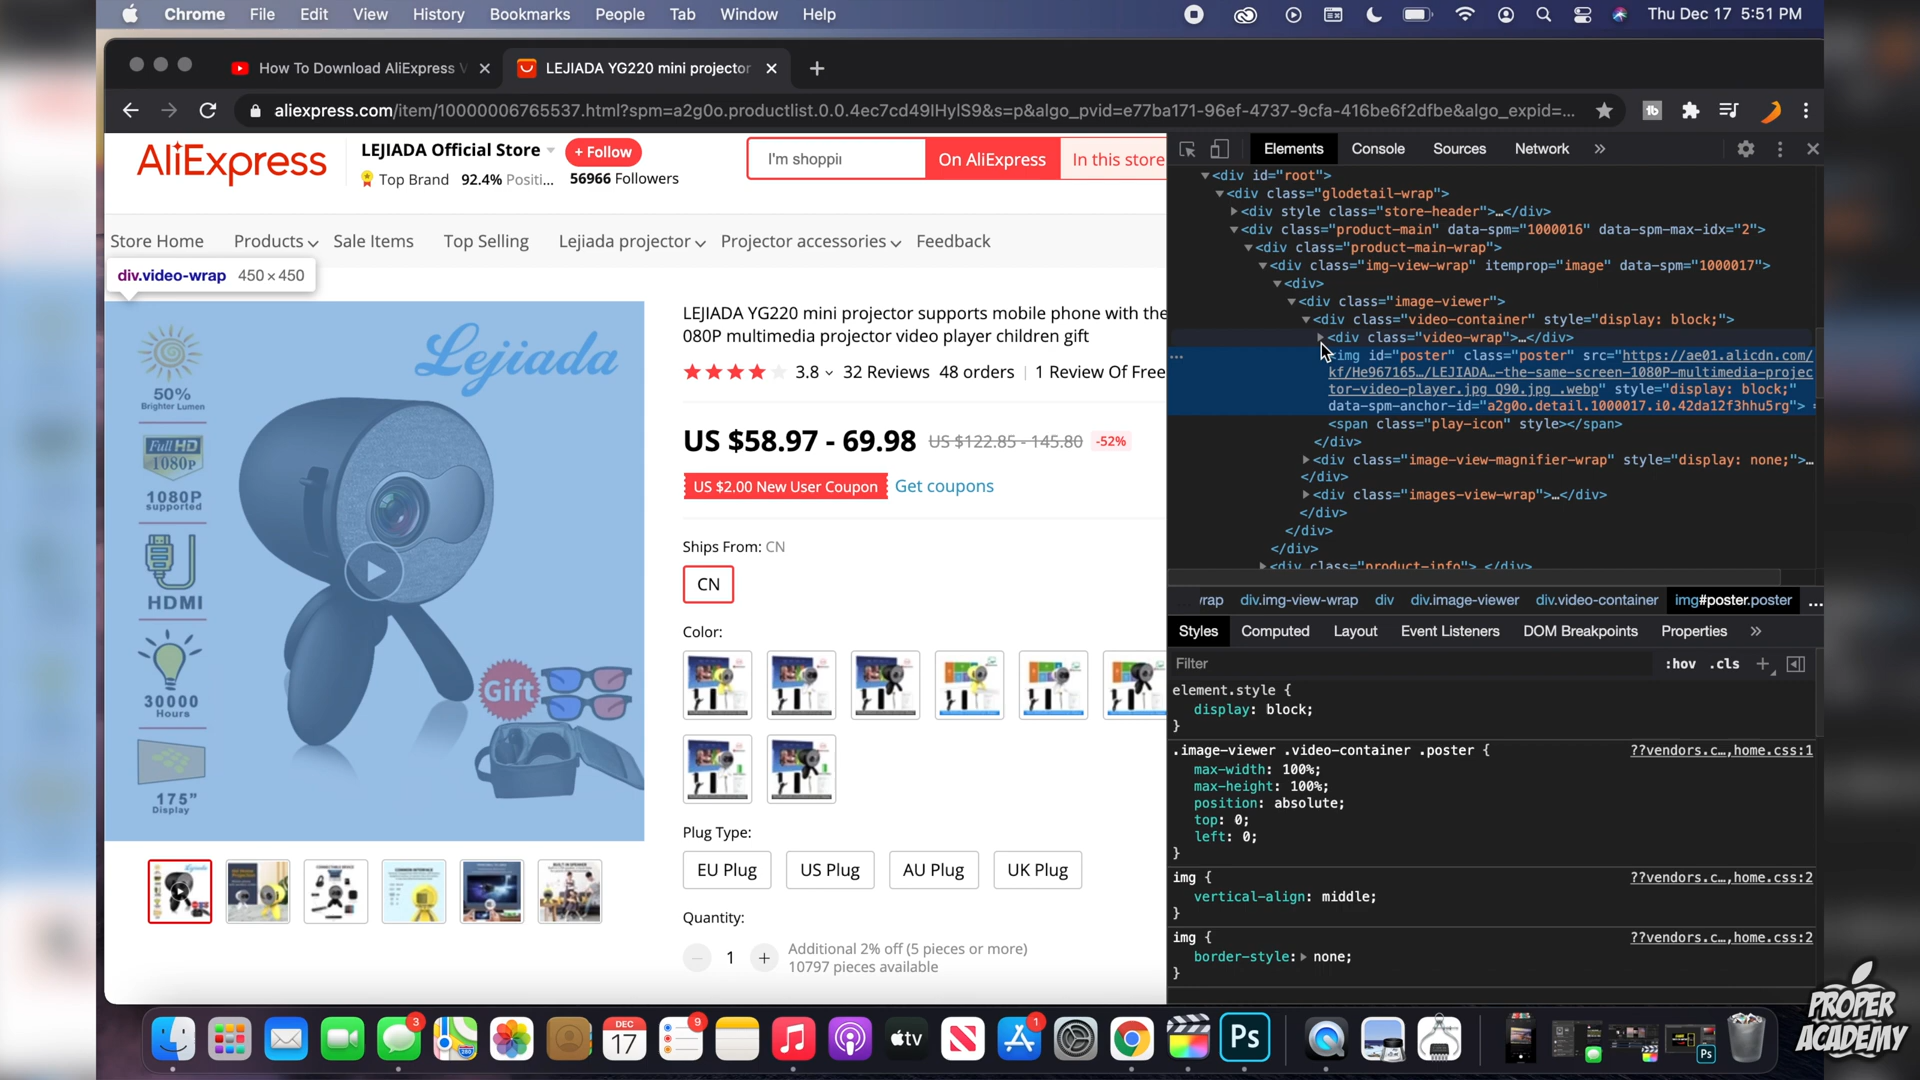 Chrome File Edit View History Bookmarks People Tab Window Help
Thu Dec 17 5:51 PM
How To Download AliExpress V
LEJIADA YG220 mini projector
aliexpress.com/item/10000006765537.html?spm=a2g0o.productlist.0.0.4ec7cd49IHylS9&s=p&algo_pvid=e77ba171-96ef-4737-9cfa-416be6f2dfbe&algo_expid=...
AliExpress
LEJIADA Official Store
+ Follow
Top Brand 92.4% Positi...
56966 Followers
I'm shoppii
On AliExpress
In this store
Store Home Products Sale Items Top Selling Lejiada projector Projector accessories Feedback
div.video-wrap 450×450
Lejiada
50%
Brighter Lumen
Full HD
1080p
1080P
supported
HDMI
30000
Hours
175"
Display
Gift
LEJIADA YG220 mini projector supports mobile phone with the
080P multimedia projector video player children gift
3.8 32 Reviews 48 orders 1 Review Of Free
US $58.97 - 69.98 US $122.85 - 145.80 -52%
US $2.00 New User Coupon Get coupons
Ships From: CN
CN
Color:
Plug Type:
EU Plug US Plug AU Plug UK Plug
Quantity:
1
Additional 2% off (5 pieces or more)
10797 pieces available
Elements Console Sources Network »
<div id="root">
<div class="glodetail-wrap">
<div style class="store-header">…</div>
<div class="product-main" data-spm="1000016" data-spm-max-idx="2">
<div class="product-main-wrap">
<div class="img-view-wrap" itemprop="image" data-spm="1000017">
<div>
<div class="image-viewer">
<div class="video-container" style="display: block;">
<div class="video-wrap">…</div>
<img id="poster" class="poster" src="https://ae01.alicdn.com/
kf/He967165…/LEJIADA…-the-same-screen-1080P-multimedia-projec
tor-video-player.jpg_Q90.jpg_.webp" style="display: block;"
data-spm-anchor-id="a2g0o.detail.1000017.i0.42da12f3hhu5rg">
<span class="play-icon" style></span>
</div>
<div class="image-view-magnifier-wrap" style="display: none;">…
</div>
<div class="images-view-wrap">…</div>
</div>
</div>
</div>
<div class="product-info"> </div>
vrap div.img-view-wrap div div.image-viewer div.video-container img#poster.poster ...
Styles Computed Layout Event Listeners DOM Breakpoints Properties »
Filter
:hov .cls +
element.style {
display: block;
}
.image-viewer .video-container .poster {
??vendors.c…,home.css:1
max-width: 100%;
max-height: 100%;
position: absolute;
top: 0;
left: 0;
}
img {
??vendors.c…,home.css:2
vertical-align: middle;
}
img {
??vendors.c…,home.css:2
border-style: none;
}
3
DEC
17
9
tv
1
Ps
Ps
PROPER
ACADEMY